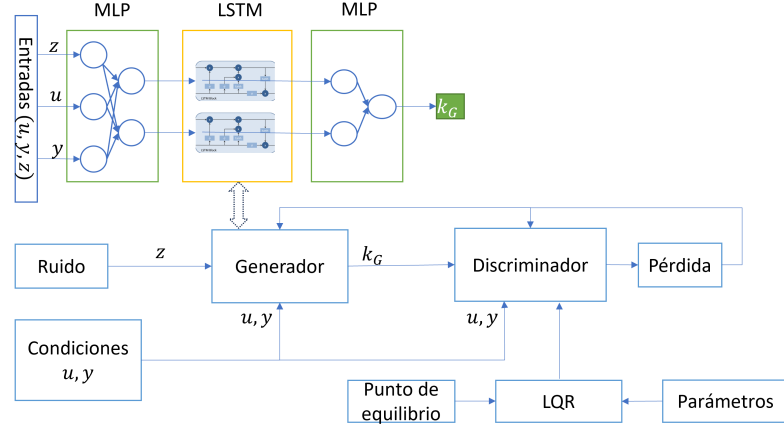 MLP
LSTM
MLP
Entradas (u, y, z)
z
u
y
k_G
Ruido
z
Generador
k_G
Discriminador
Pérdida
u, y
u, y
Condiciones
u, y
Punto de
equilibrio
LQR
Parámetros